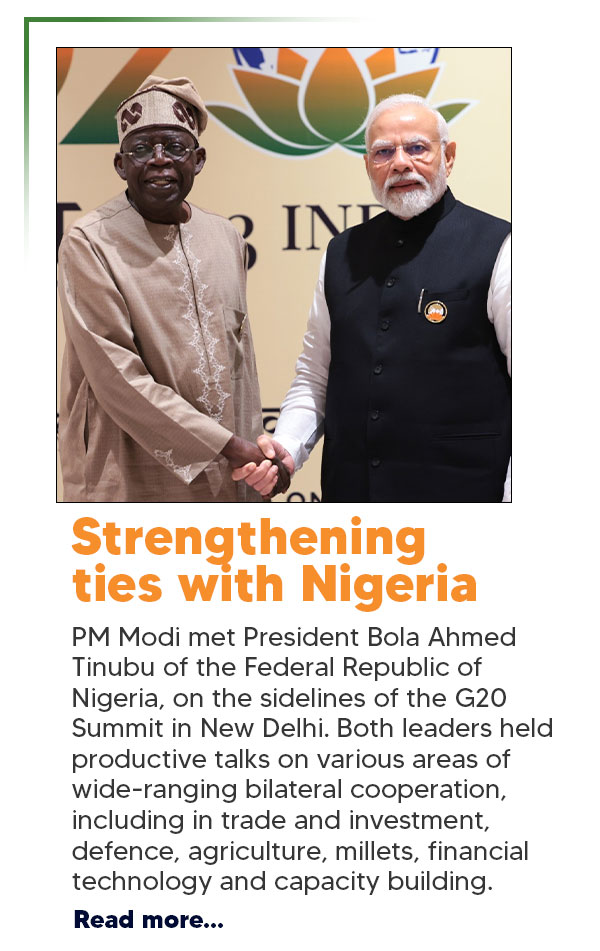 IND
ON
Strengthening
ties with Nigeria
PM Modi met President Bola Ahmed
Tinubu of the Federal Republic of
Nigeria, on the sidelines of the G20
Summit in New Delhi. Both leaders held
productive talks on various areas of
wide-ranging bilateral cooperation,
including in trade and investment,
defence, agriculture, millets, financial
technology and capacity building.
Read more...